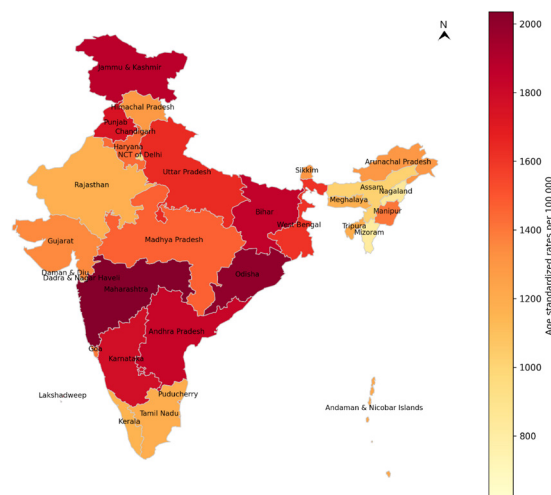 N
Jammu & Kashmir
Himachal Pradesh
Punjab
Chandigarh
Haryana
NCT of Delhi
Uttar Pradesh
Rajasthan
Sikkim
Arunachal Pradesh
Assam
Nagaland
Meghalaya
Manipur
Tripura
Mizoram
Bihar
West Bengal
Gujarat
Madhya Pradesh
Daman & Diu
Dadra & Nagar Haveli
Maharashtra
Odisha
Andhra Pradesh
Goa
Karnataka
Lakshadweep
Puducherry
Tamil Nadu
Kerala
Andaman & Nicobar Islands
2000
1800
1600
1400
1200
1000
800
Age standardized rates per 100,000